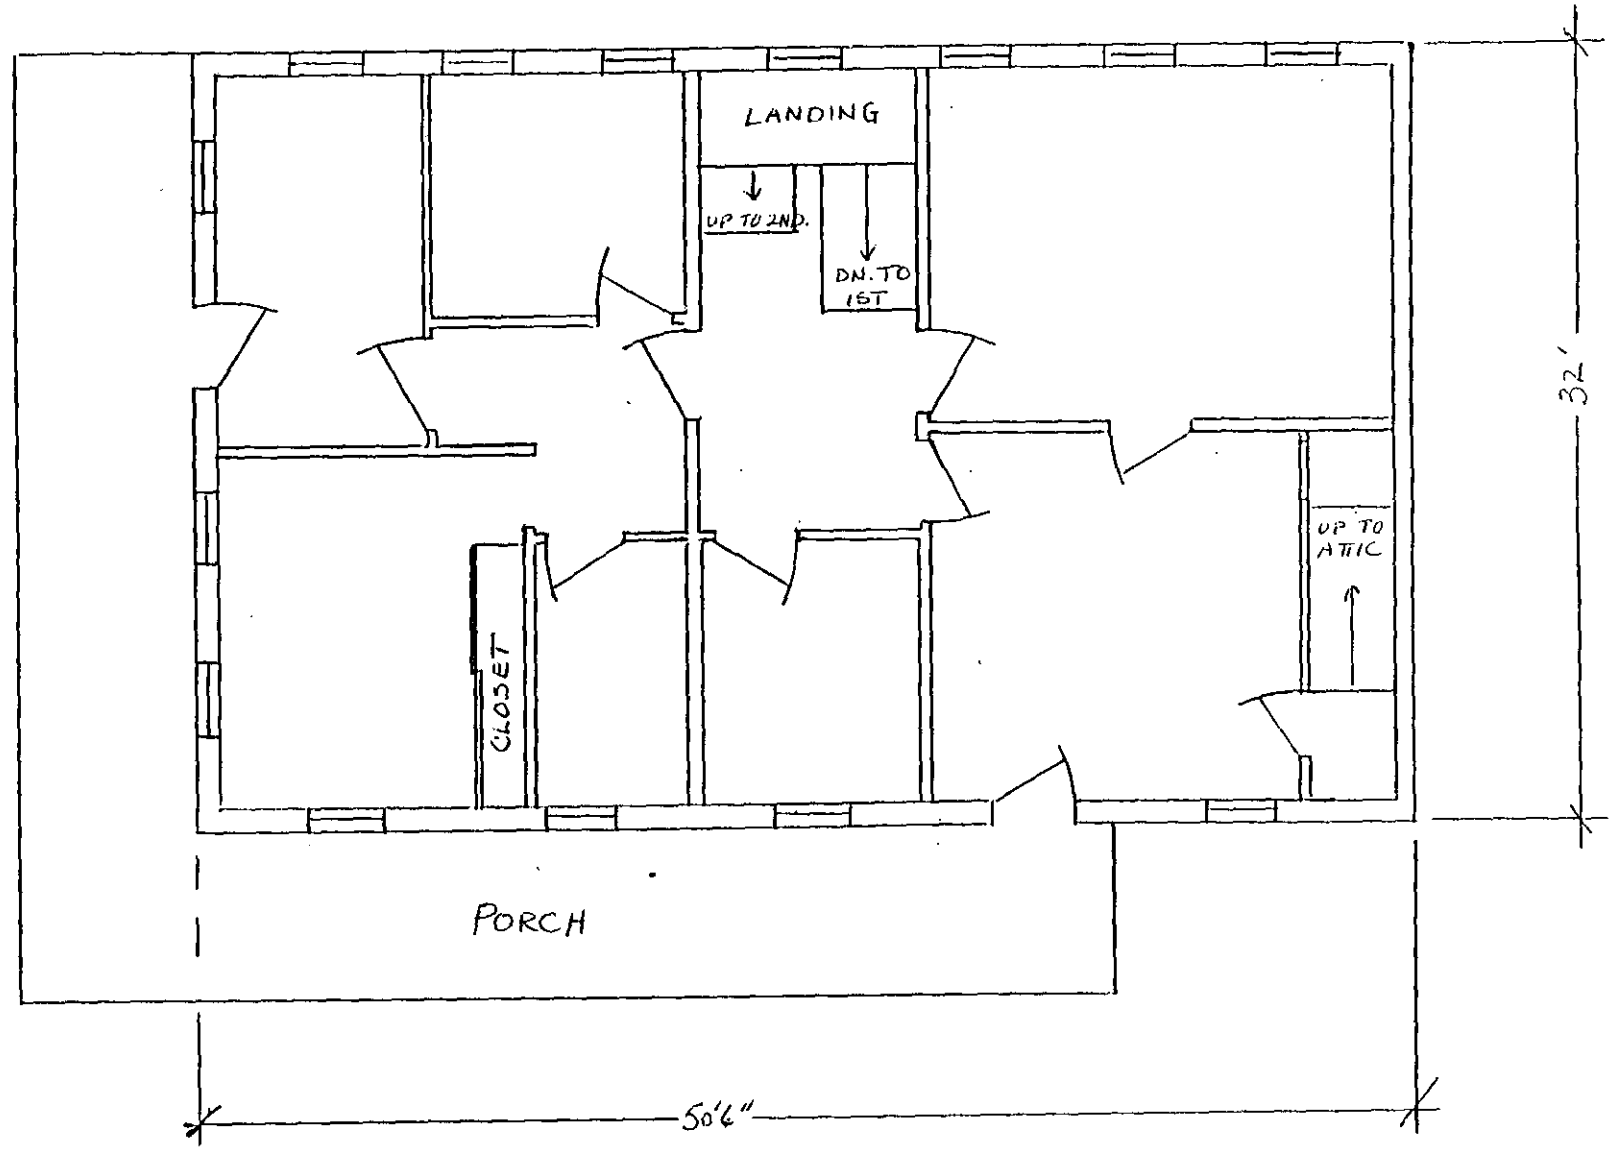 LANDING
UP TO 2ND.
DN. TO
1ST
32'
UP TO
ATTIC
CLOSET
PORCH
50'6"